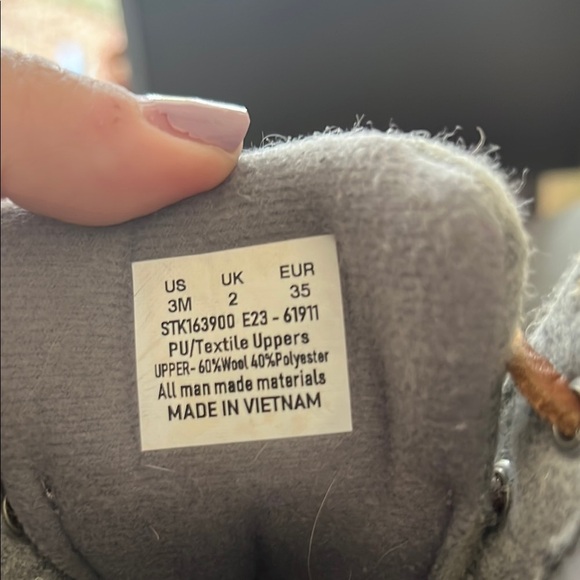 US UK EUR
3M 2 35
STK163900 E23 - 61911
PU/Textile Uppers
UPPER- 60%Wool 40%Polyester
All man made materials
MADE IN VIETNAM